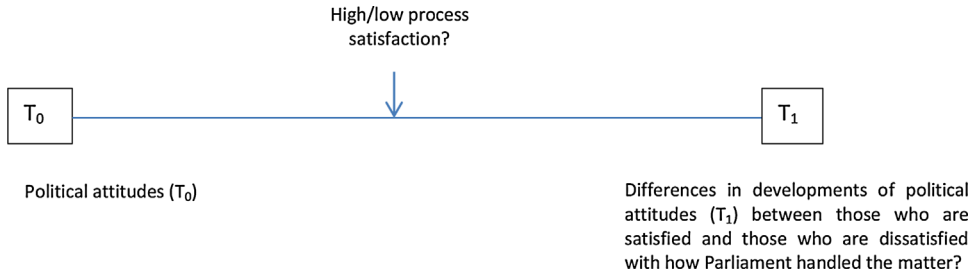 High/low process
satisfaction?
T₀
T₁
Political attitudes (T₀)
Differences in developments of political
attitudes (T₁) between those who are
satisfied and those who are dissatisfied
with how Parliament handled the matter?